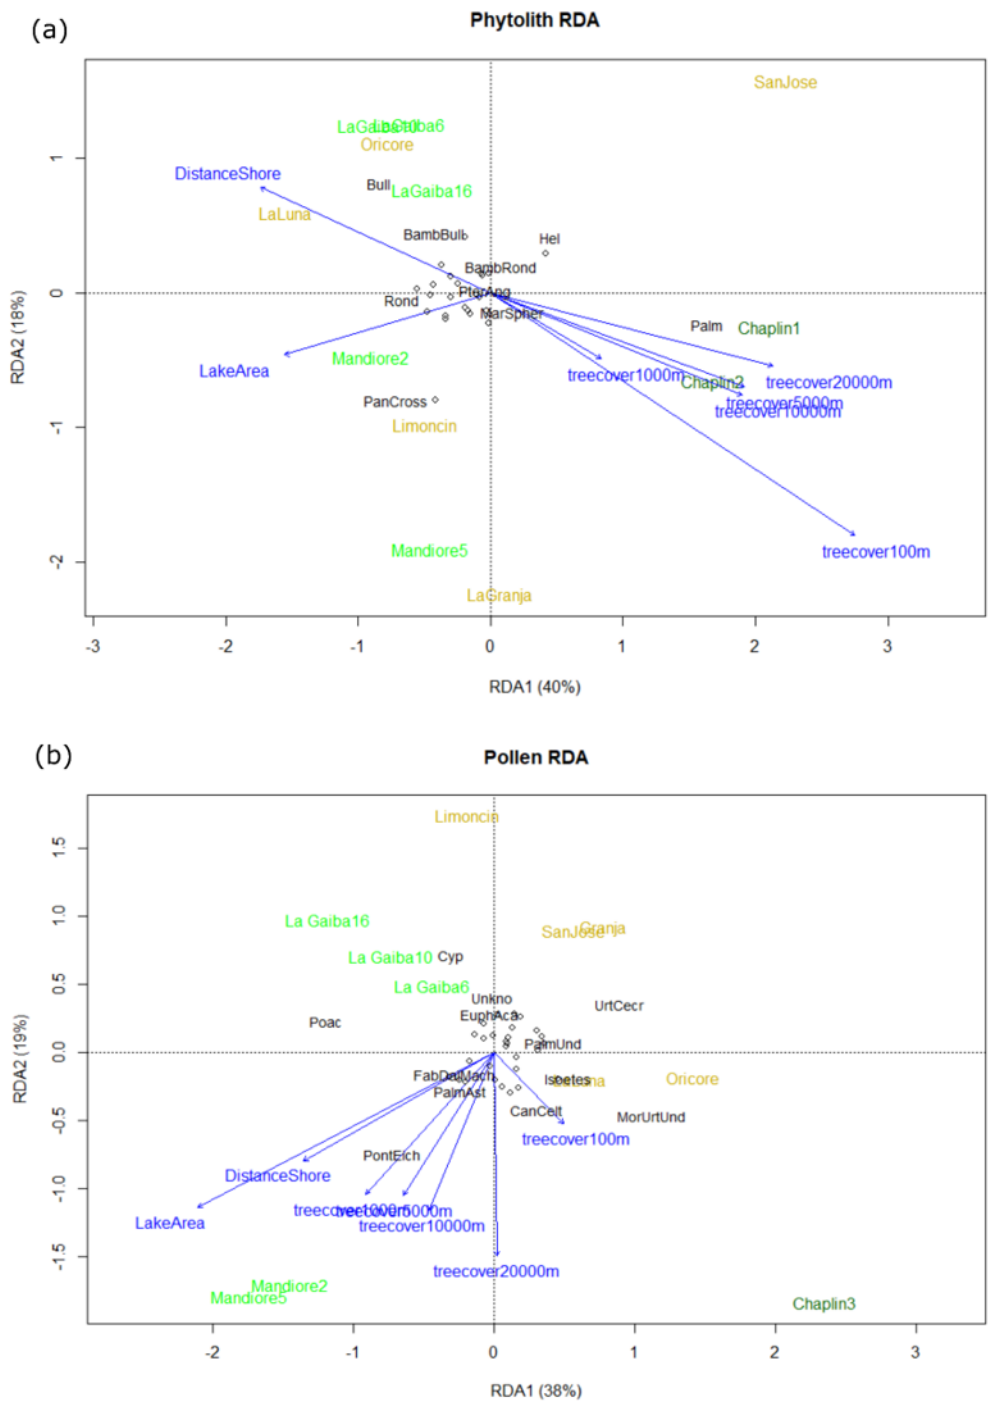 (a)
Phytolith RDA
SanJose
LaGaiba10
LaGaiba6
Oricore
DistanceShore
Bull
LaGaiba16
LaLuna
BambBulb
Hel
BambRond
PterAng
Rond
MarSpher
Palm
Chaplin1
Mandiore2
LakeArea
treecover1000m
Chaplin2
treecover20000m
treecover5000m
treecover10000m
PanCross
Limoncin
Mandiore5
treecover100m
LaGranja
1
0
-1
-2
RDA2 (18%)
-3 -2 -1 0 1 2 3
RDA1 (40%)
(b)
Pollen RDA
Limoncin
La Gaiba16
SanJose
Granja
La Gaiba10
Cyp
La Gaiba6
Unkno
EuphAca
UrtCecr
Poac
PalmUnd
FabDalMach
Isoetes
Oricore
PalmAst
CanCelt
MorUrtUnd
treecover100m
PontEich
DistanceShore
LakeArea
treecover1000m
treecover5000m
treecover10000m
treecover20000m
Mandiore2
Mandiore5
Chaplin3
1.5
1.0
0.5
0.0
-0.5
-1.0
-1.5
RDA2 (19%)
-2 -1 0 1 2 3
RDA1 (38%)